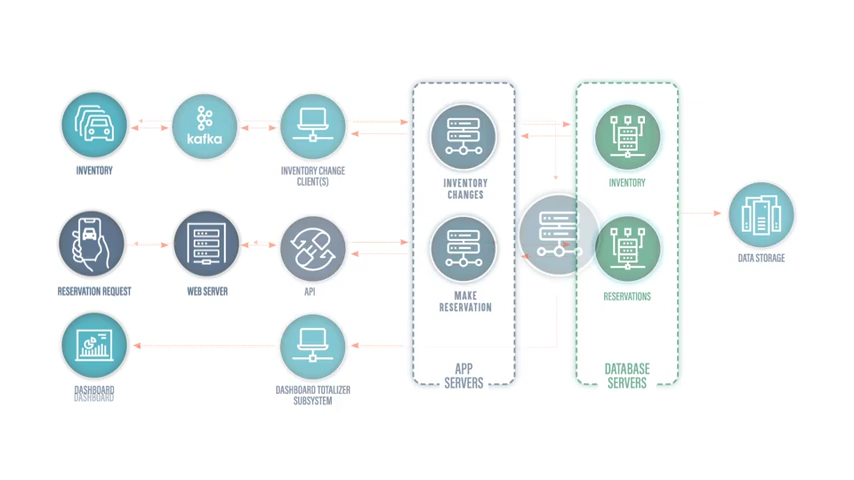 kafka
INVENTORY
INVENTORY CHANGE
CLIENT(S)
INVENTORY
CHANGES
INVENTORY
RESERVATION REQUEST
WEB SERVER
API
MAKE
RESERVATION
RESERVATIONS
DATA STORAGE
DASHBOARD
DASHBOARD
DASHBOARD TOTALIZER
SUBSYSTEM
APP
SERVERS
DATABASE
SERVERS